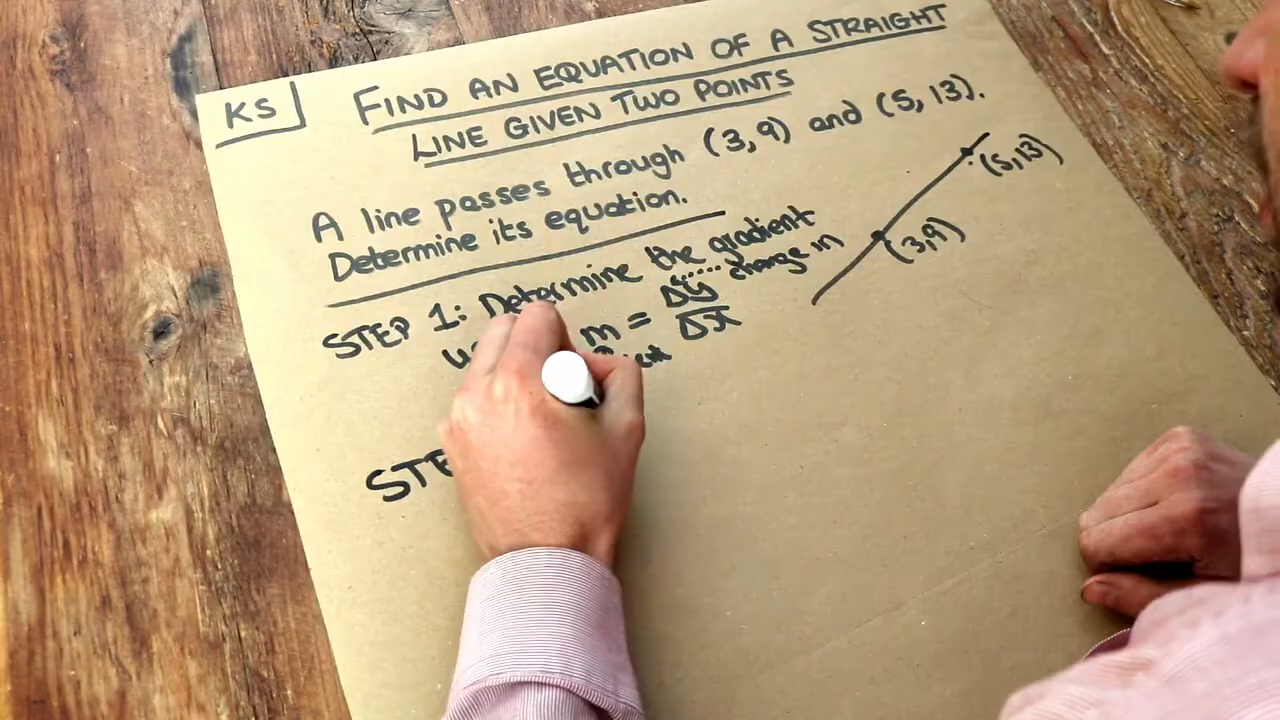 KS
FIND AN EQUATION OF A STRAIGHT
LINE GIVEN TWO POINTS
A line passes through (3,9) and (5,13).
Determine its equation.
(5,13)
(3,9)
STEP 1: Determine the gradient
m = Δy/Δx change in
STE